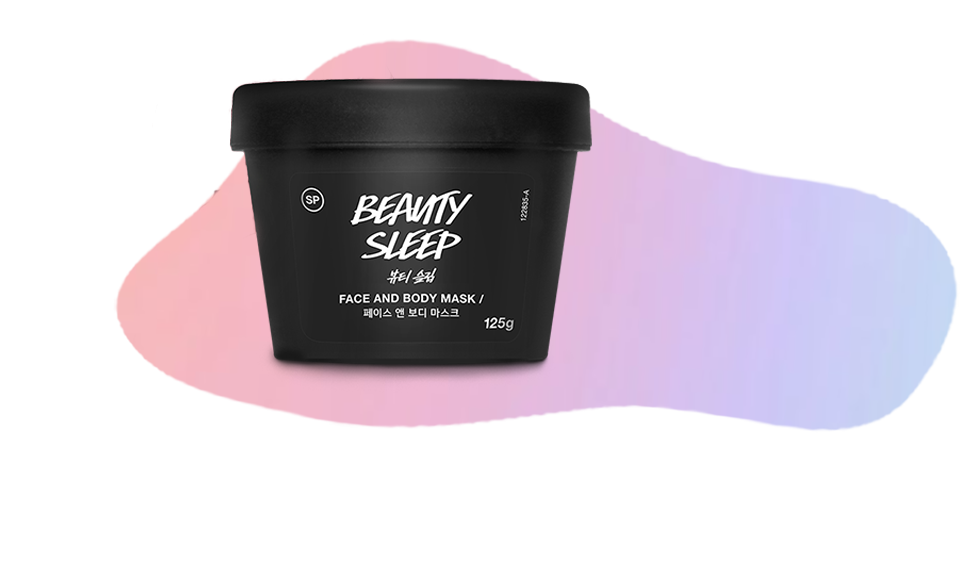 SP
BEAUTY
SLEEP
뷰티 슬립
FACE AND BODY MASK /
페이스 앤 보디 마스크
125g
122835-A